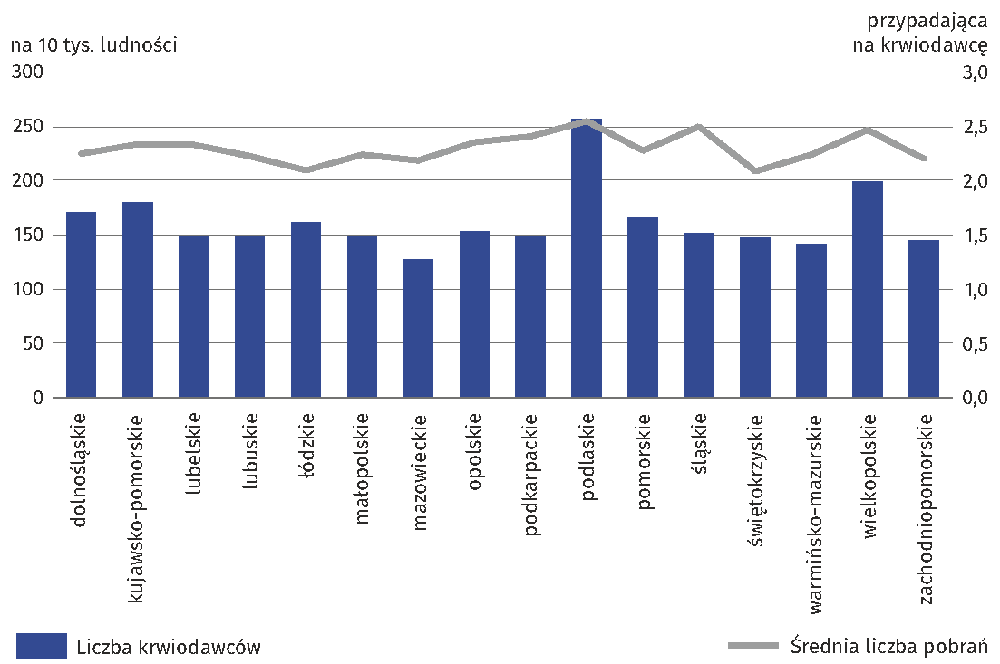 przypadająca
na 10 tys. ludności
na krwiodawcę
300
3,0
250
2,5
200
2,0
150
1,5
100
1,0
50
0,5
0
0,0
dolnośląskie
kujawsko-pomorskie
lubelskie
lubuskie
łódzkie
małopolskie
mazowieckie
opolskie
podkarpackie
podlaskie
pomorskie
śląskie
świętokrzyskie
warmińsko-mazurskie
wielkopolskie
zachodniopomorskie
Liczba krwiodawców
Średnia liczba pobrań